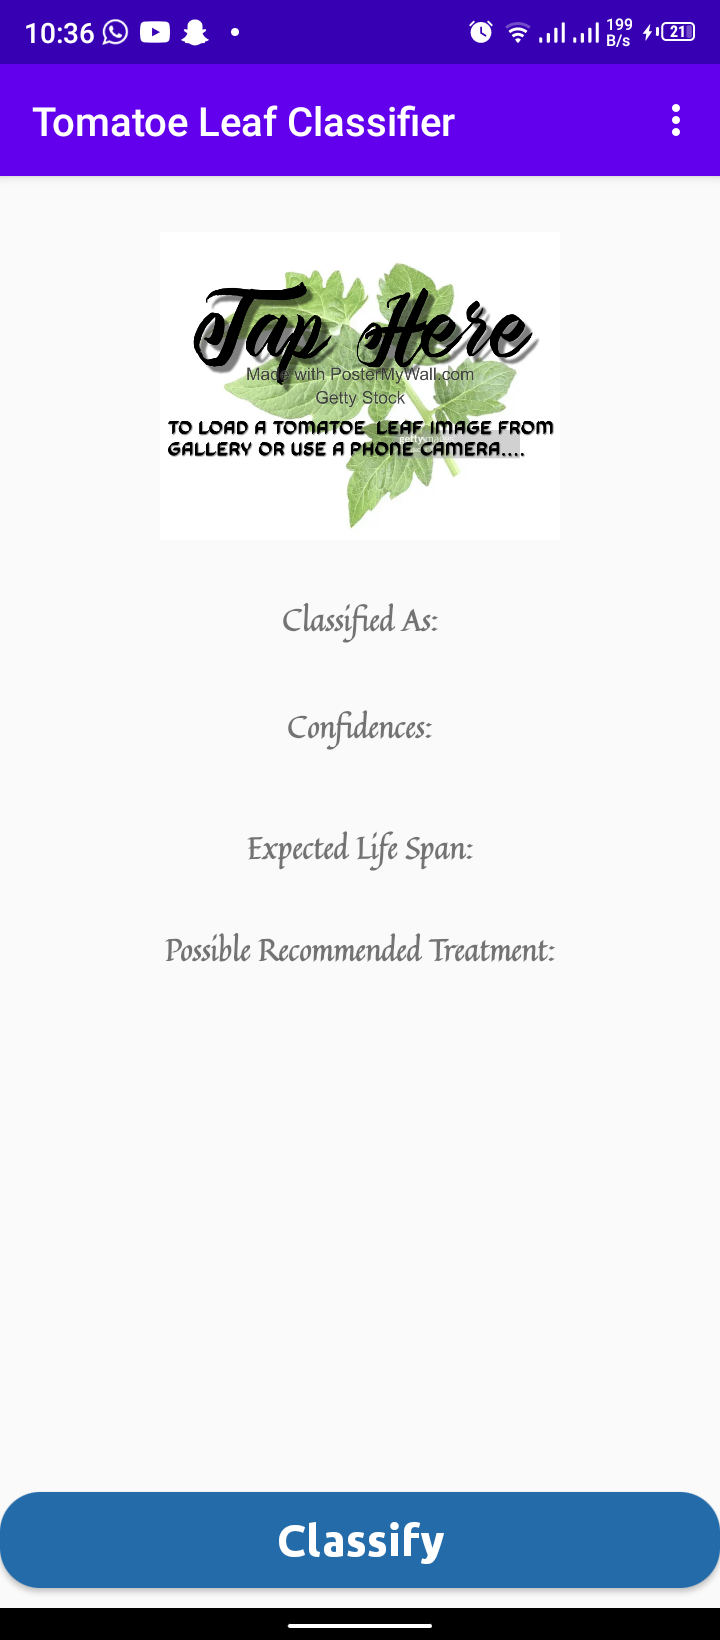 10:36
199
B/s
21
Tomatoe Leaf Classifier
Tap Here
Made with PosterMyWall.com
Getty Stock
TO LOAD A TOMATOE LEAF IMAGE FROM
gettyimages
GALLERY OR USE A PHONE CAMERA....
Classified As:
Confidences:
Expected Life Span:
Possible Recommended Treatment:
Classify